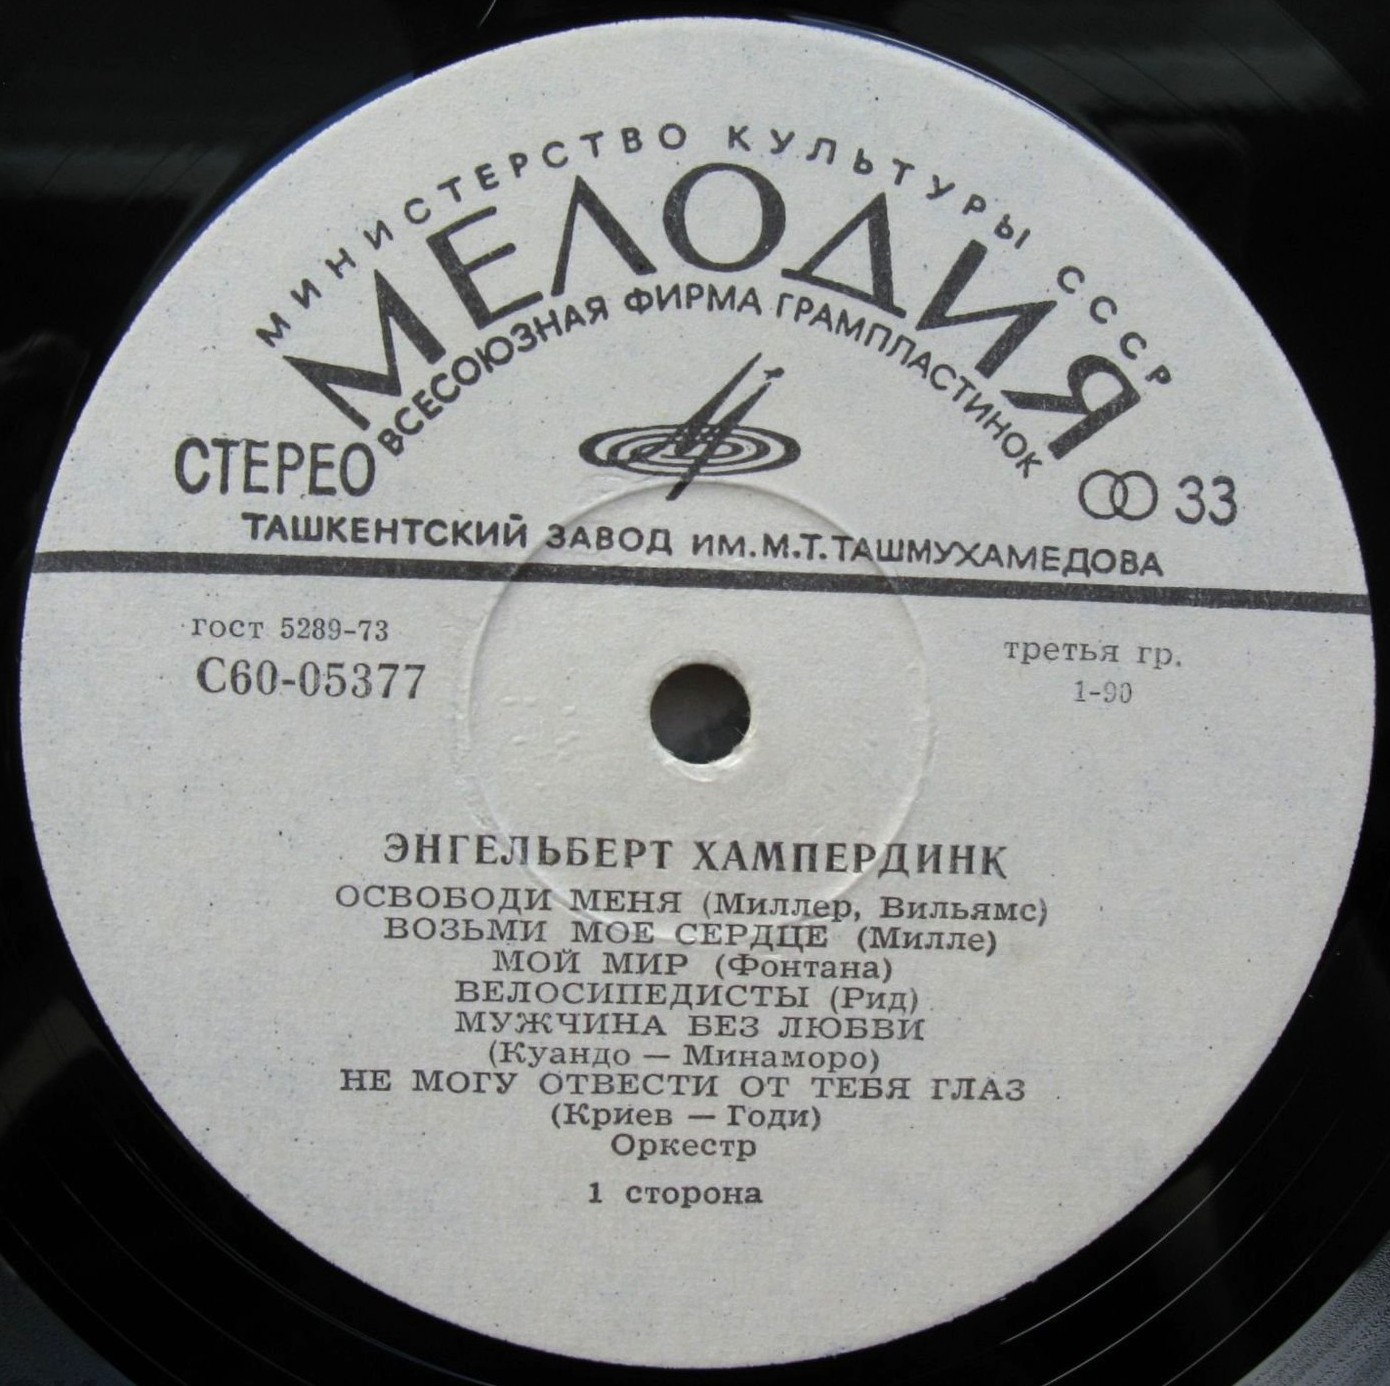 МИНИСТЕРСТВО КУЛЬТУРЫ СССР
МЕЛОДИЯ
ВСЕСОЮЗНАЯ ФИРМА ГРАМПЛАСТИНОК
СТЕРЕО
33
ТАШКЕНТСКИЙ ЗАВОД ИМ. М.Т. ТАШМУХАМЕДОВА
гост 5289-73
третья гр.
С60-05377
1-90
ЭНГЕЛЬБЕРТ ХАМПЕРДИНК
ОСВОБОДИ МЕНЯ (Миллер, Вильямс)
ВОЗЬМИ МОЕ СЕРДЦЕ (Милле)
МОЙ МИР (Фонтана)
ВЕЛОСИПЕДИСТЫ (Рид)
МУЖЧИНА БЕЗ ЛЮБВИ
(Куандо — Минаморо)
НЕ МОГУ ОТВЕСТИ ОТ ТЕБЯ ГЛАЗ
(Криев — Годи)
Оркестр
1 сторона